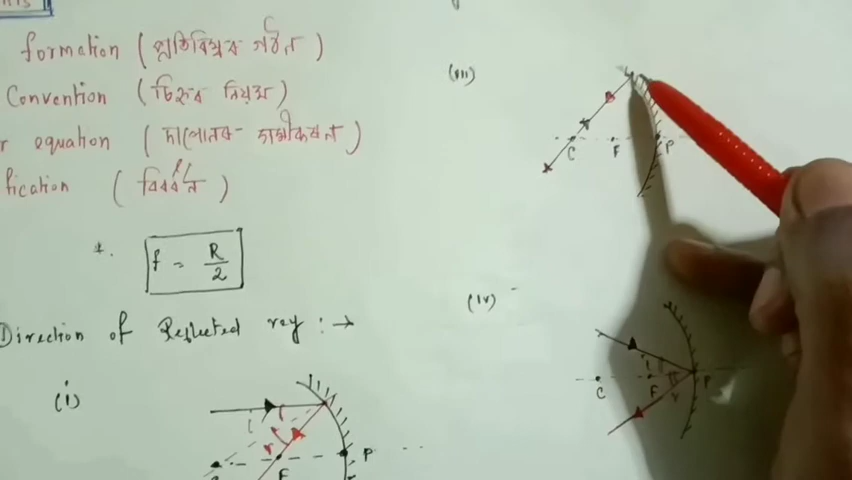 formation (প্রতিবিম্বৰ গঠন)
Convention (চিহ্নৰ নিয়ম)
r equation (দাপোনৰ সমীকৰণ)
fication (বিবৰ্ধন)
*. f = R/2
Direction of Reflected ray : →
(i)
i
r
F
P
(iii)
C
F
P
(iv)
C
F
P
i
r